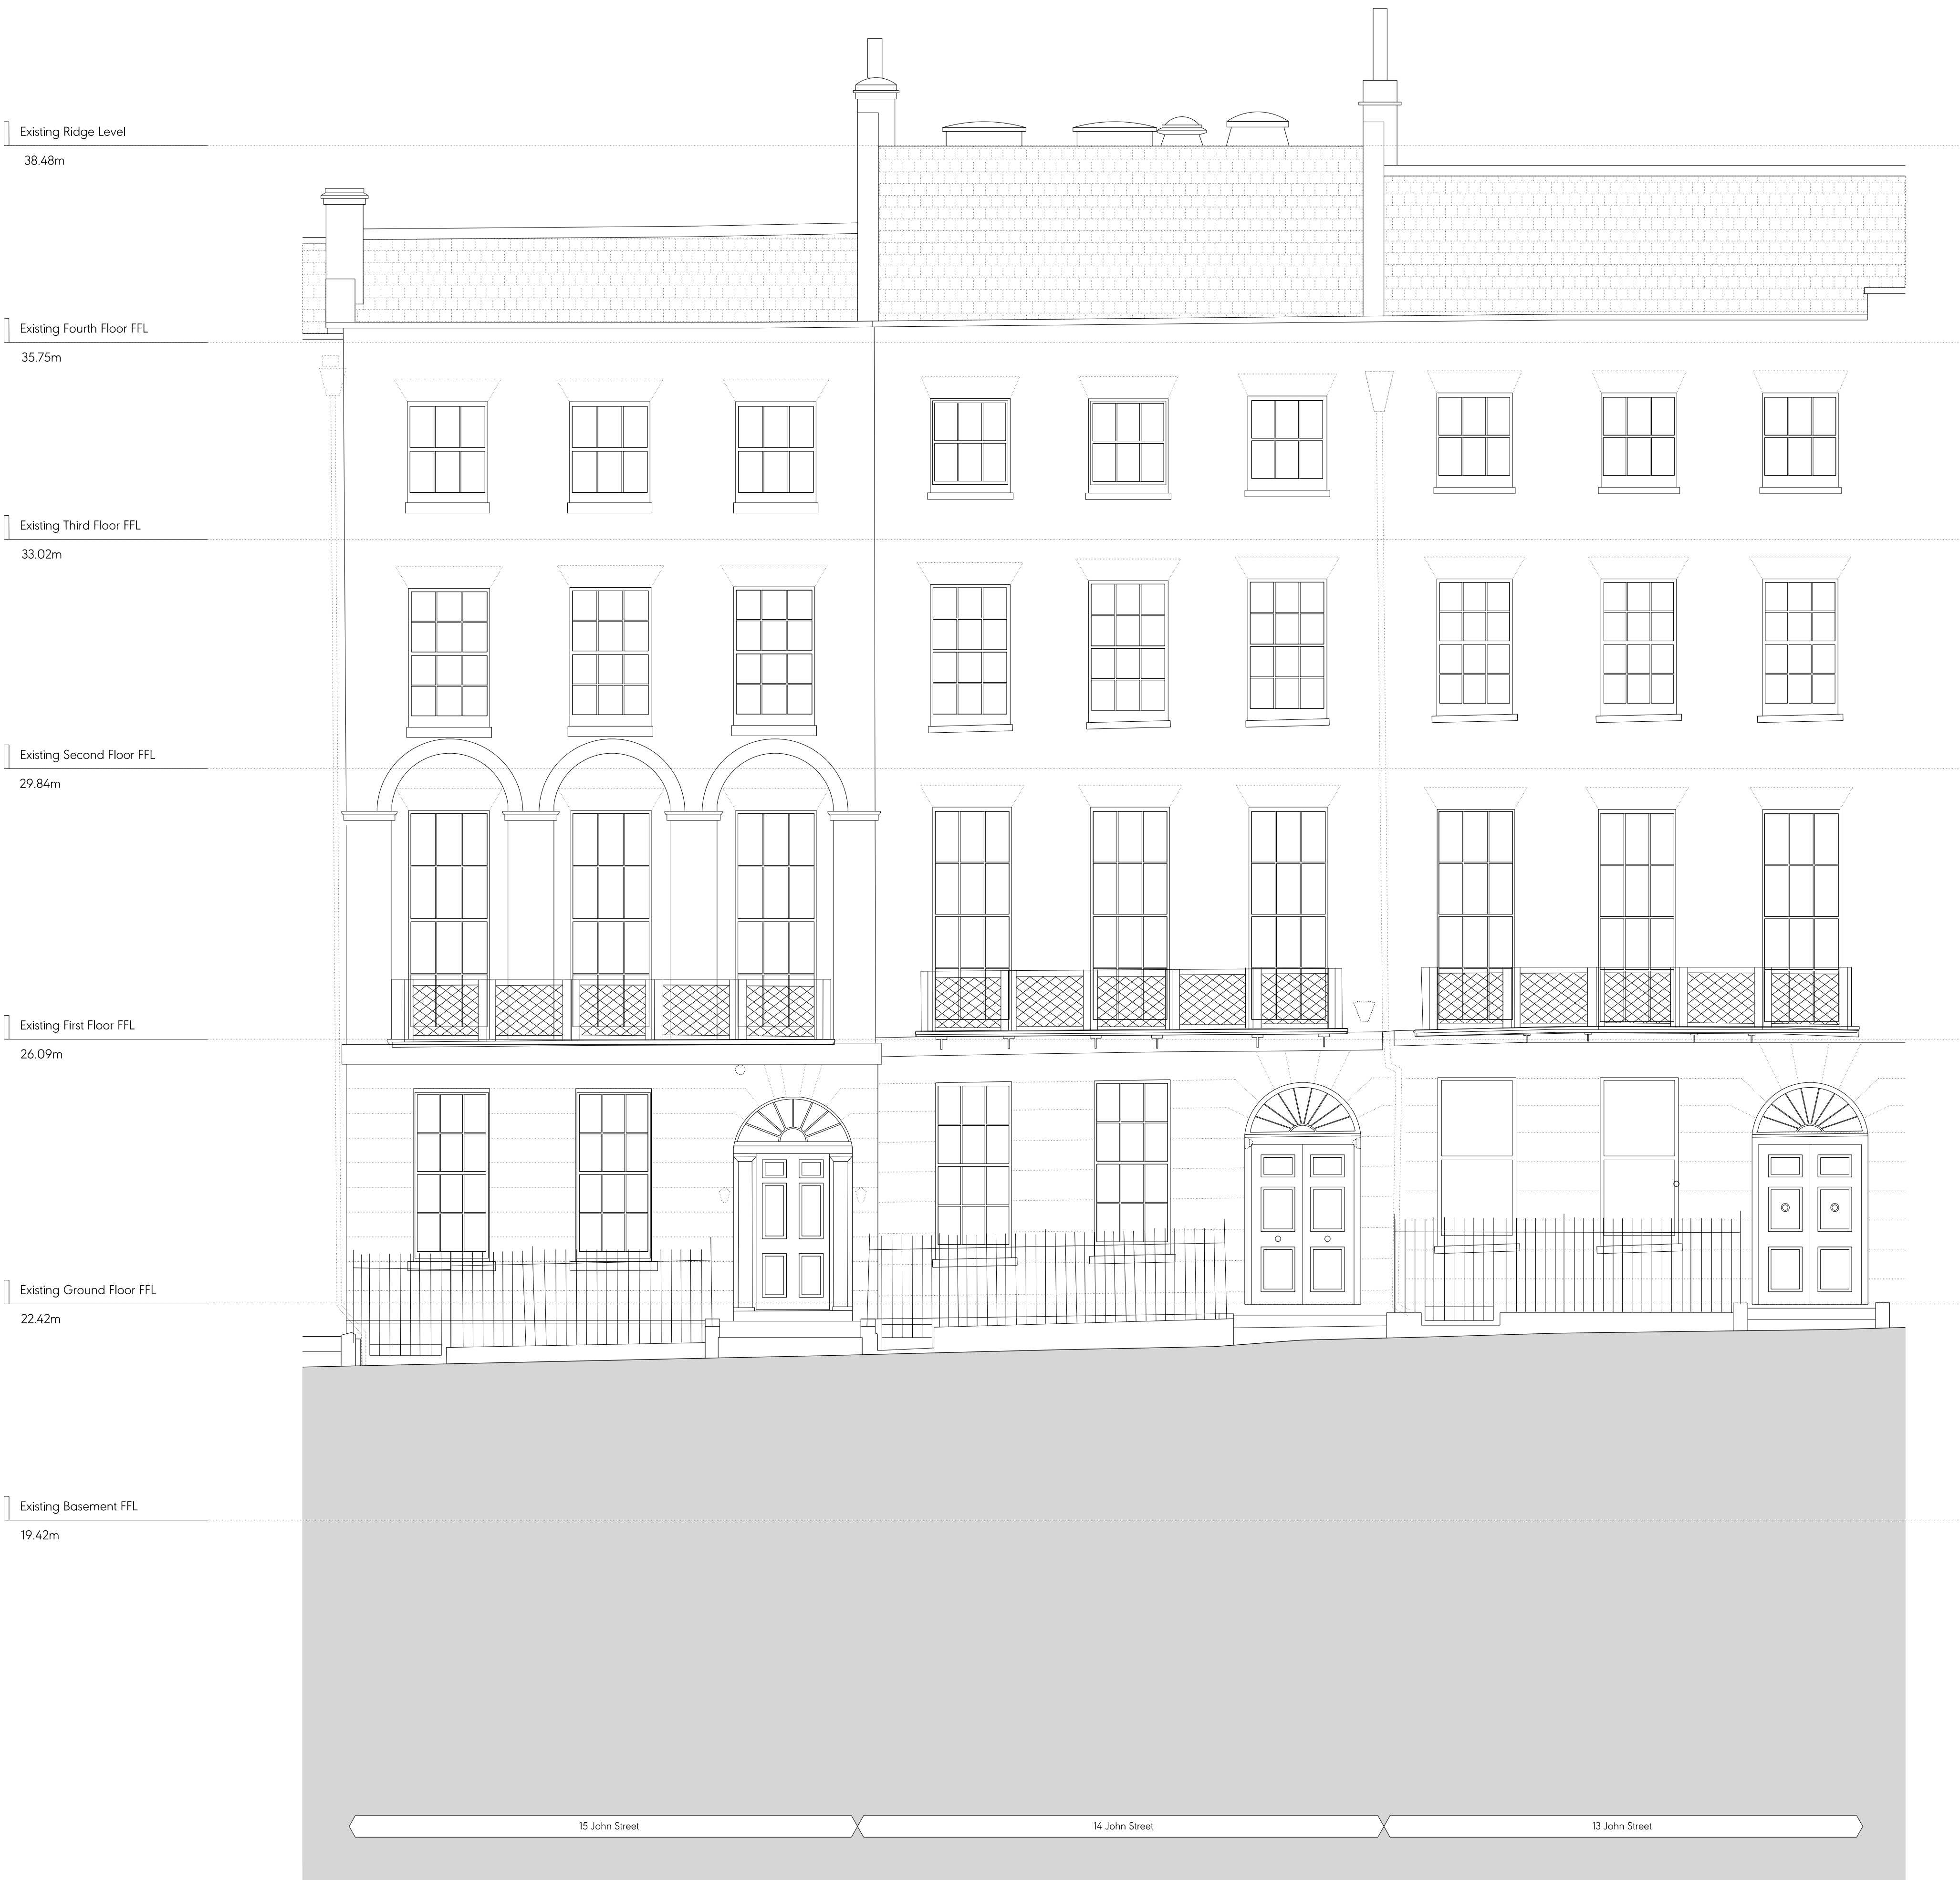 Existing Ridge Level
38.48m
Existing Fourth Floor FFL
35.75m
Existing Third Floor FFL
33.02m
Existing Second Floor FFL
29.84m
Existing First Floor FFL
26.09m
Existing Ground Floor FFL
22.42m
Existing Basement FFL
19.42m
15 John Street
14 John Street
13 John Street